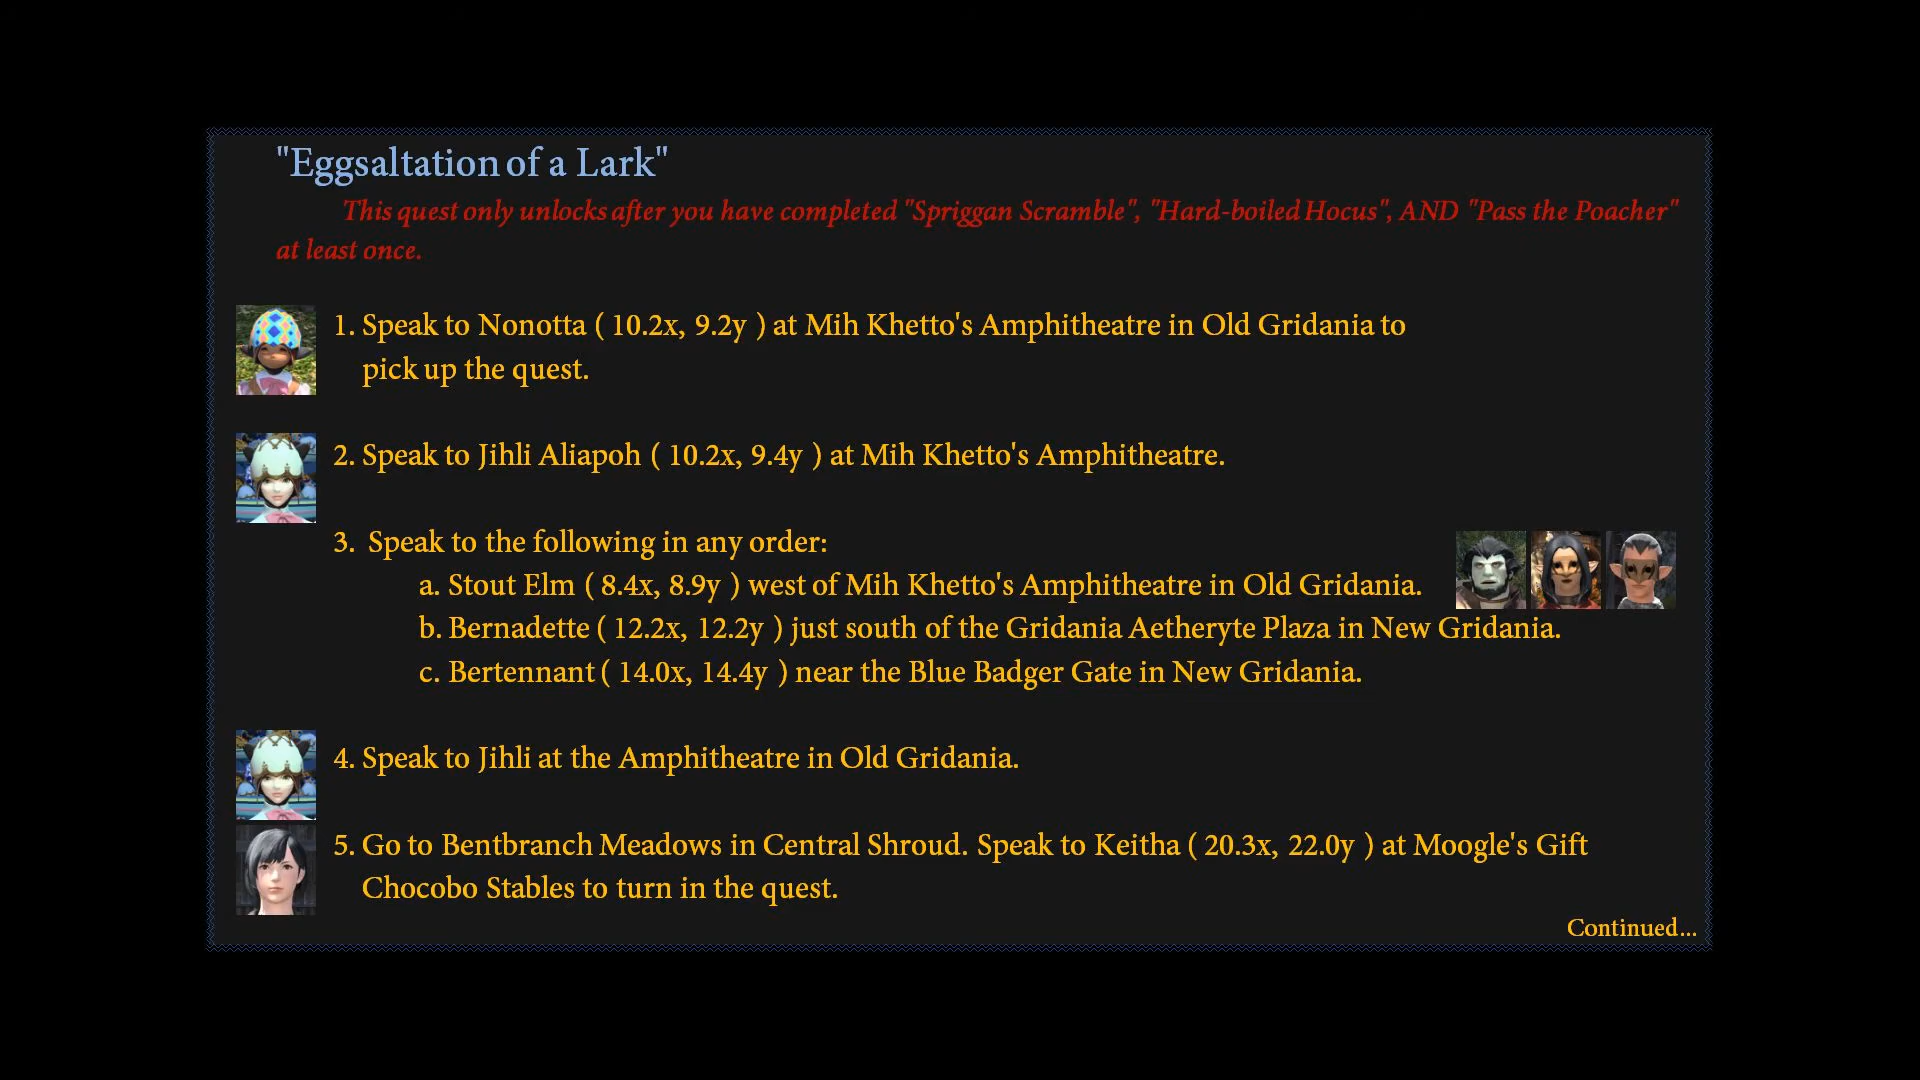 "Eggsaltation of a Lark"
This quest only unlocks after you have completed "Spriggan Scramble", "Hard-boiled Hocus", AND "Pass the Poacher"
at least once.
1. Speak to Nonotta ( 10.2x, 9.2y ) at Mih Khetto's Amphitheatre in Old Gridania to
pick up the quest.
2. Speak to Jihli Aliapoh ( 10.2x, 9.4y ) at Mih Khetto's Amphitheatre.
3. Speak to the following in any order:
a. Stout Elm ( 8.4x, 8.9y ) west of Mih Khetto's Amphitheatre in Old Gridania.
b. Bernadette ( 12.2x, 12.2y ) just south of the Gridania Aetheryte Plaza in New Gridania.
c. Bertennant ( 14.0x, 14.4y ) near the Blue Badger Gate in New Gridania.
4. Speak to Jihli at the Amphitheatre in Old Gridania.
5. Go to Bentbranch Meadows in Central Shroud. Speak to Keitha ( 20.3x, 22.0y ) at Moogle's Gift
Chocobo Stables to turn in the quest.
Continued...